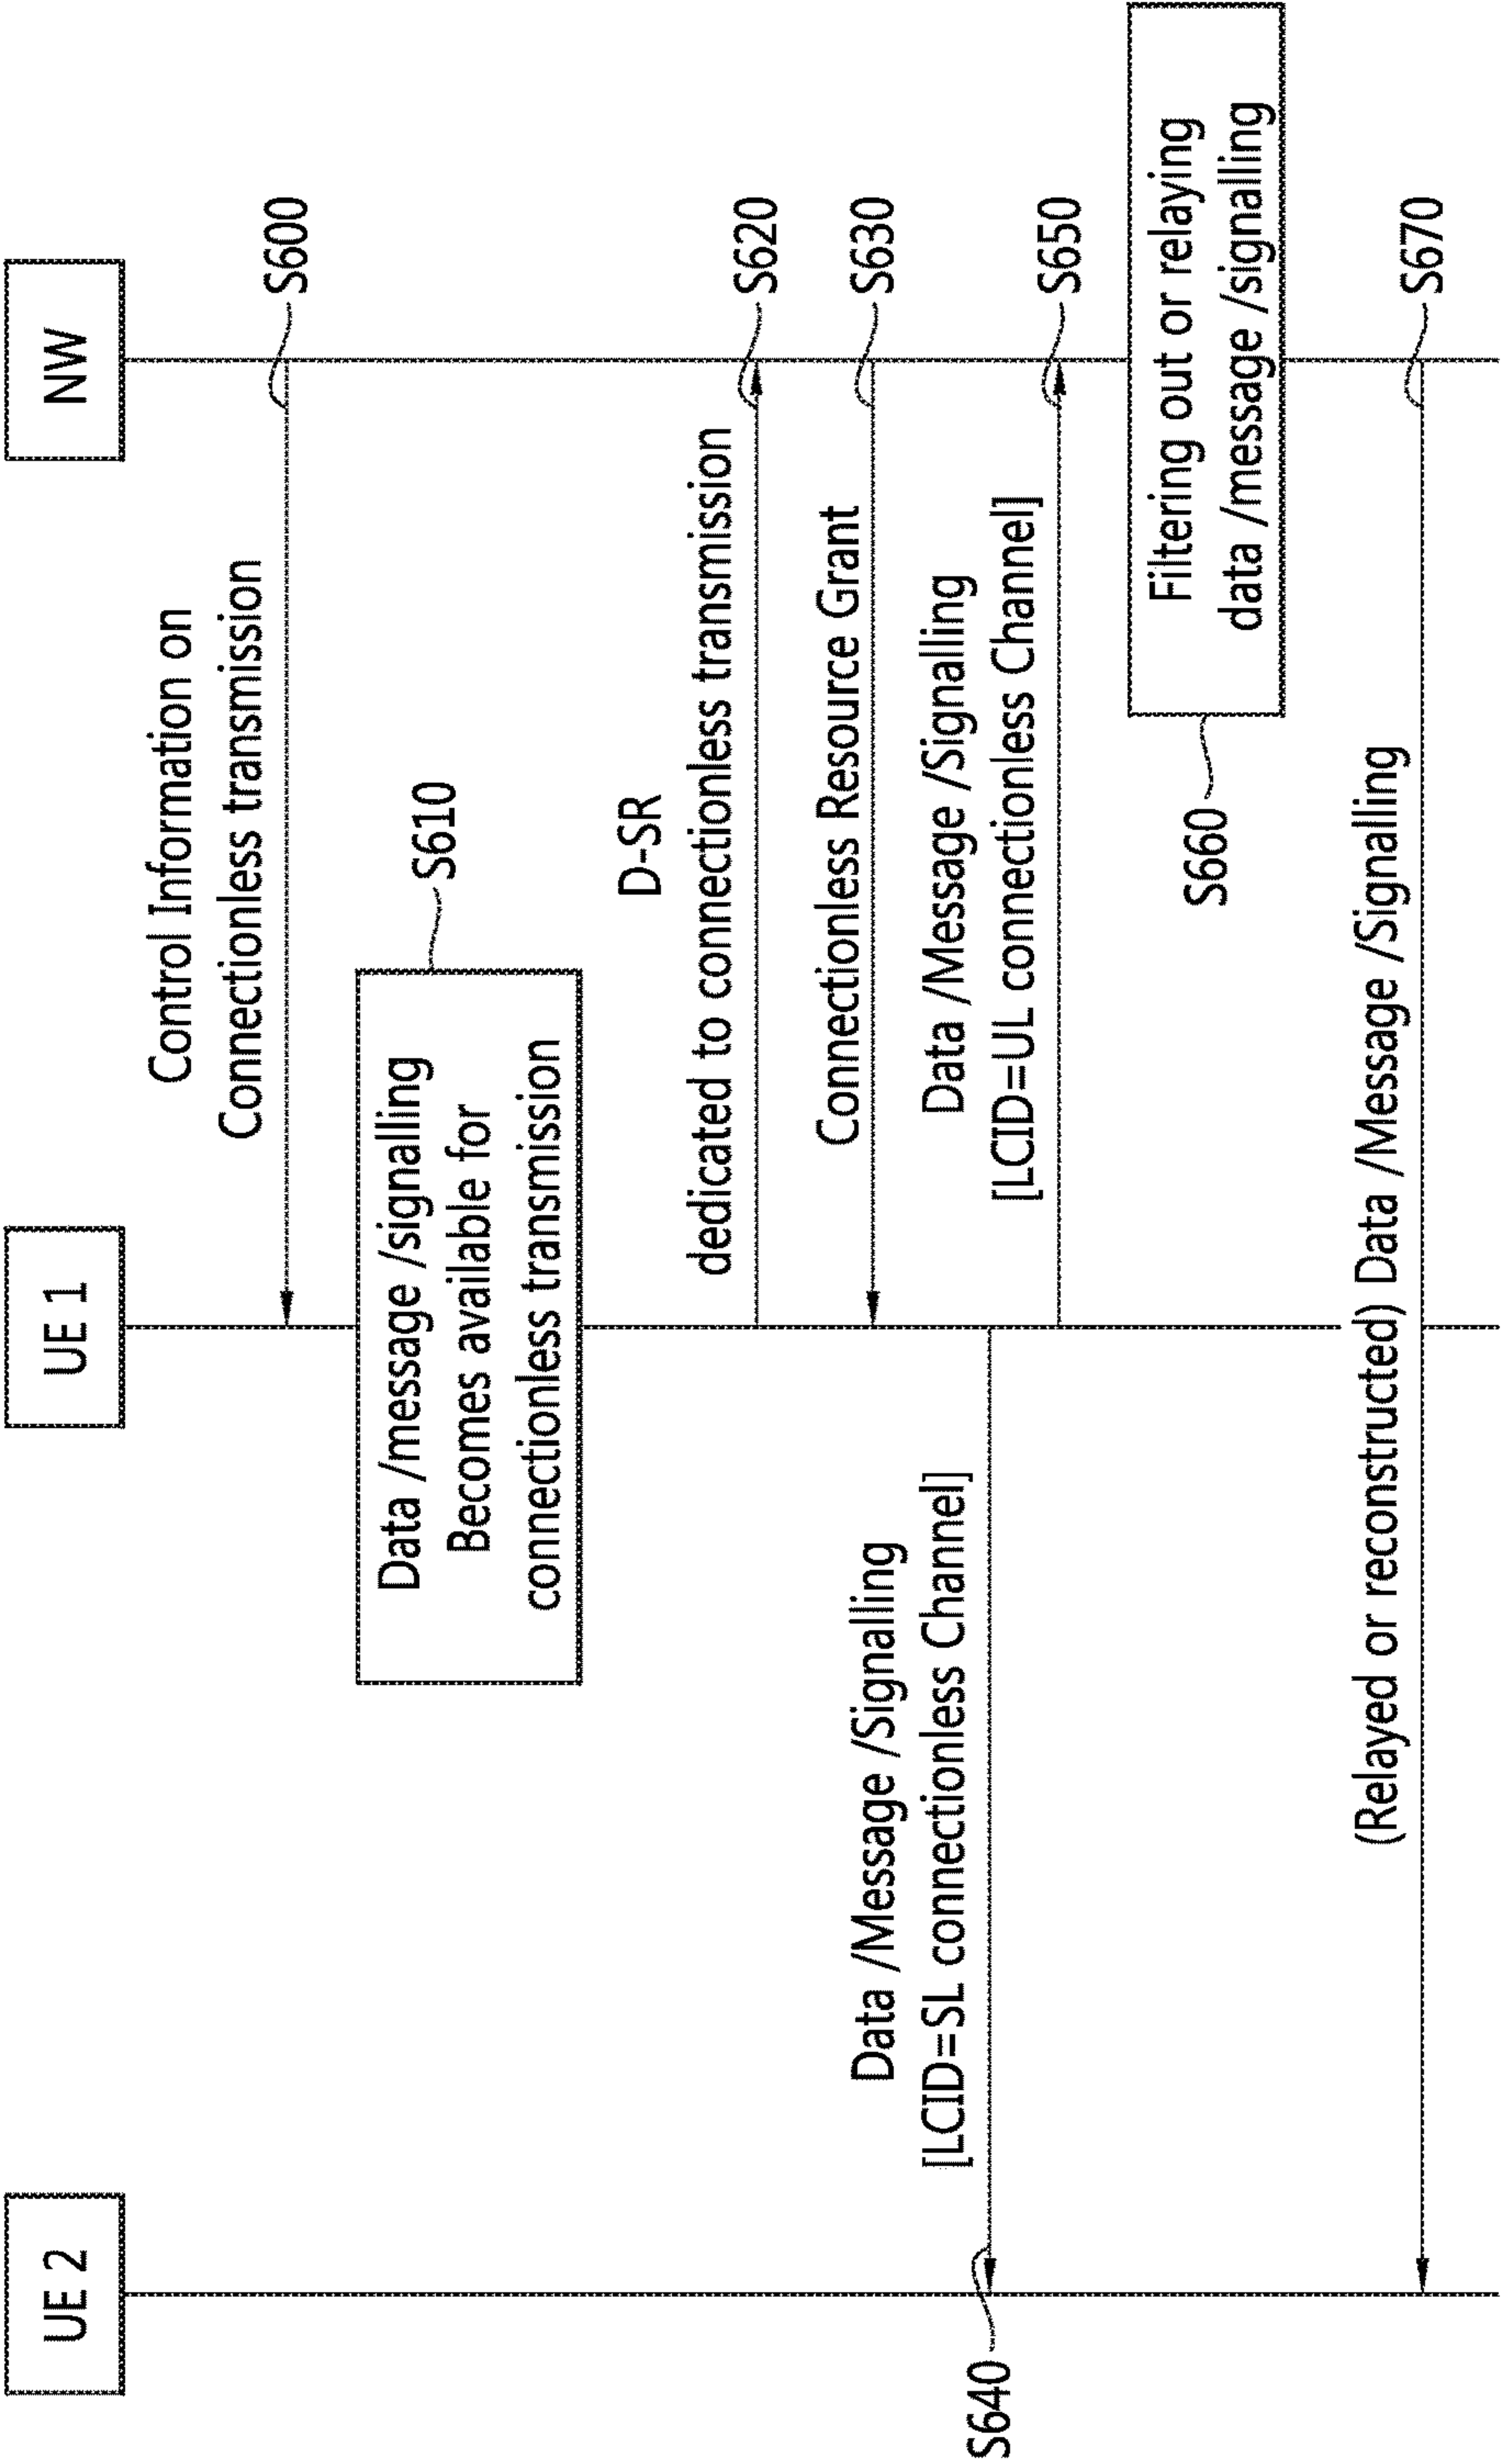 UE 2
UE 1
NW
Control Information on
Connectionless transmission
S600
Data /message /signalling
Becomes available for
connectionless transmission
S610
D-SR
dedicated to connectionless transmission
S620
Connectionless Resource Grant
S630
Data /Message /Signalling
[LCID=SL connectionless Channel]
S640
Data /Message /Signalling
[LCID=UL connectionless Channel]
S650
Filtering out or relaying
data /message /signalling
S660
(Relayed or reconstructed) Data /Message /Signalling
S670